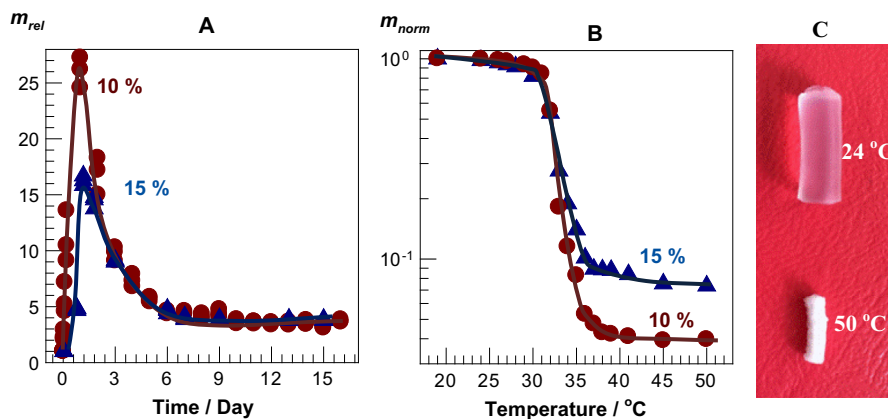 m_rel
A
25
20
15
10
5
0
10 %
15 %
0 3 6 9 12 15
Time / Day
m_norm
B
10^0
10^-1
15 %
10 %
20 25 30 35 40 45 50
Temperature / °C
C
24 °C
50 °C